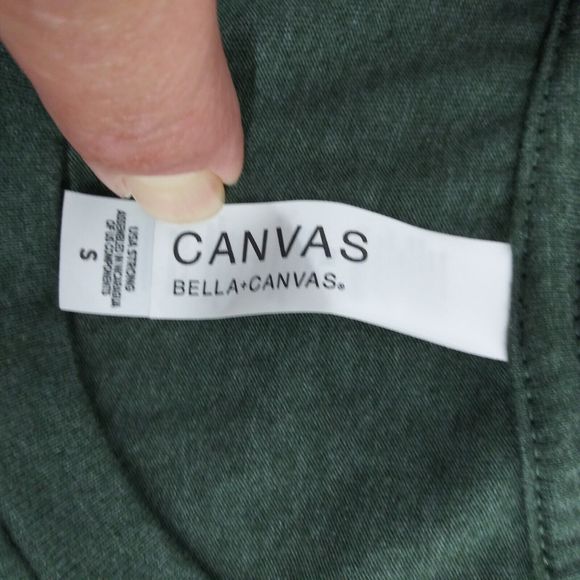 CANVAS
BELLA+CANVAS®
USA STRONG
ASSEMBLED IN NICARAGUA
OF US COMPONENTS
S